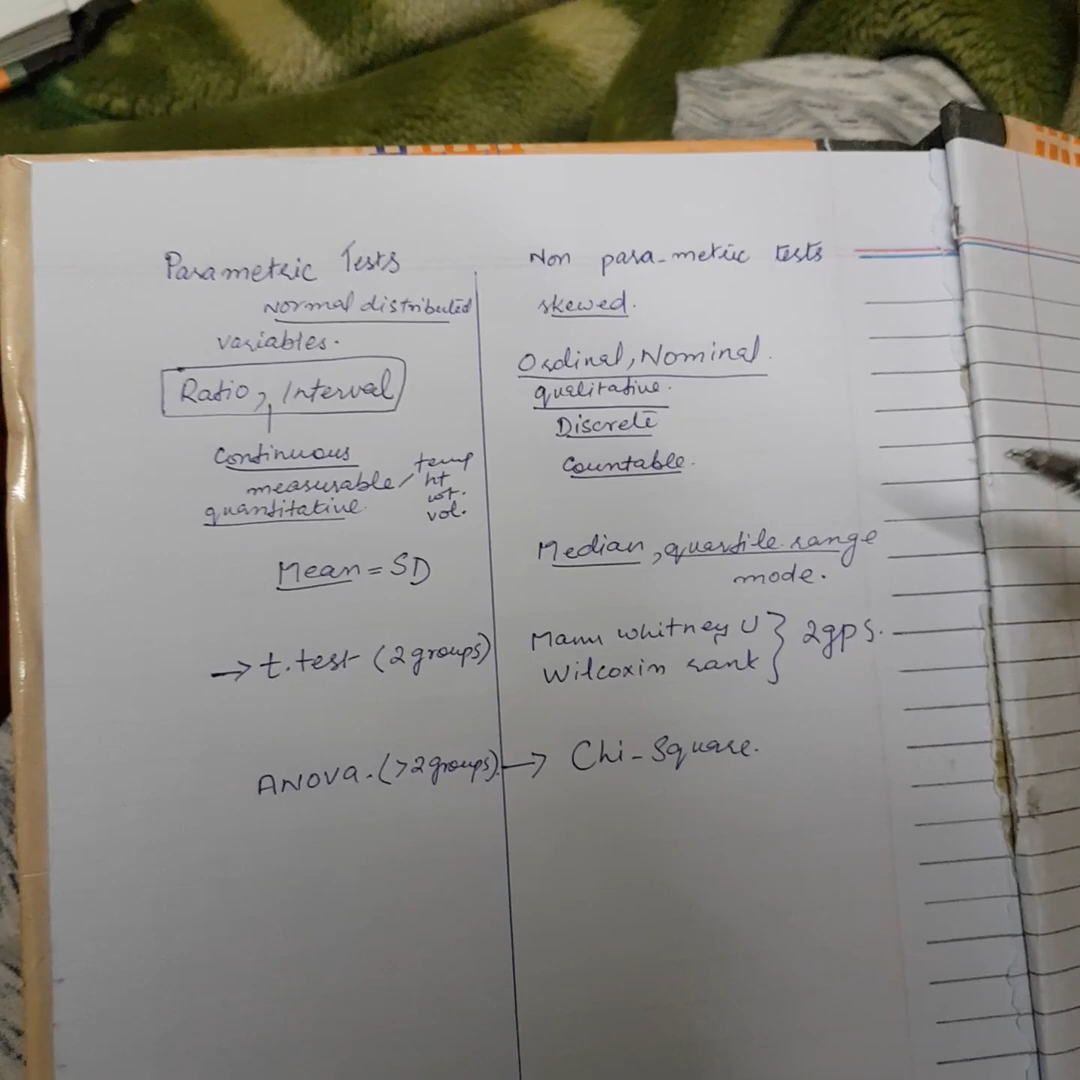 Parametric Tests
Normal distributed
variables.
Ratio, Interval
Continuous
measurable
temp
ht
wt.
vol.
quantitative
Mean = SD
→ t.test (2 groups)
ANOVA. (>2 groups).
Non para-metric tests
skewed.
Ordinal, Nominal.
qualitative.
Discrete
Countable.
Median, quartile range
mode.
Mann whitney U
Wilcoxin rank } 2gps.
→ Chi-Square.